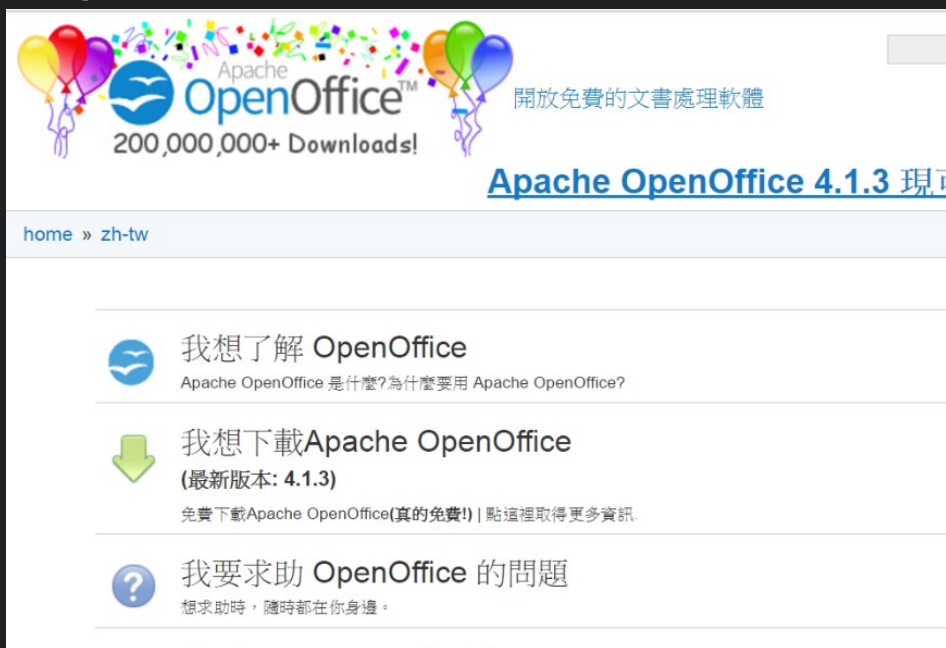 Apache
OpenOffice™
200,000,000+ Downloads!
開放免費的文書處理軟體
Apache OpenOffice 4.1.3 現
home » zh-tw
我想了解 OpenOffice
Apache OpenOffice 是什麼?為什麼要用 Apache OpenOffice?
我想下載Apache OpenOffice
(最新版本: 4.1.3)
免費下載Apache OpenOffice(真的免費!) | 點這裡取得更多資訊.
我要求助 OpenOffice 的問題
想求助時，隨時都在你身邊。